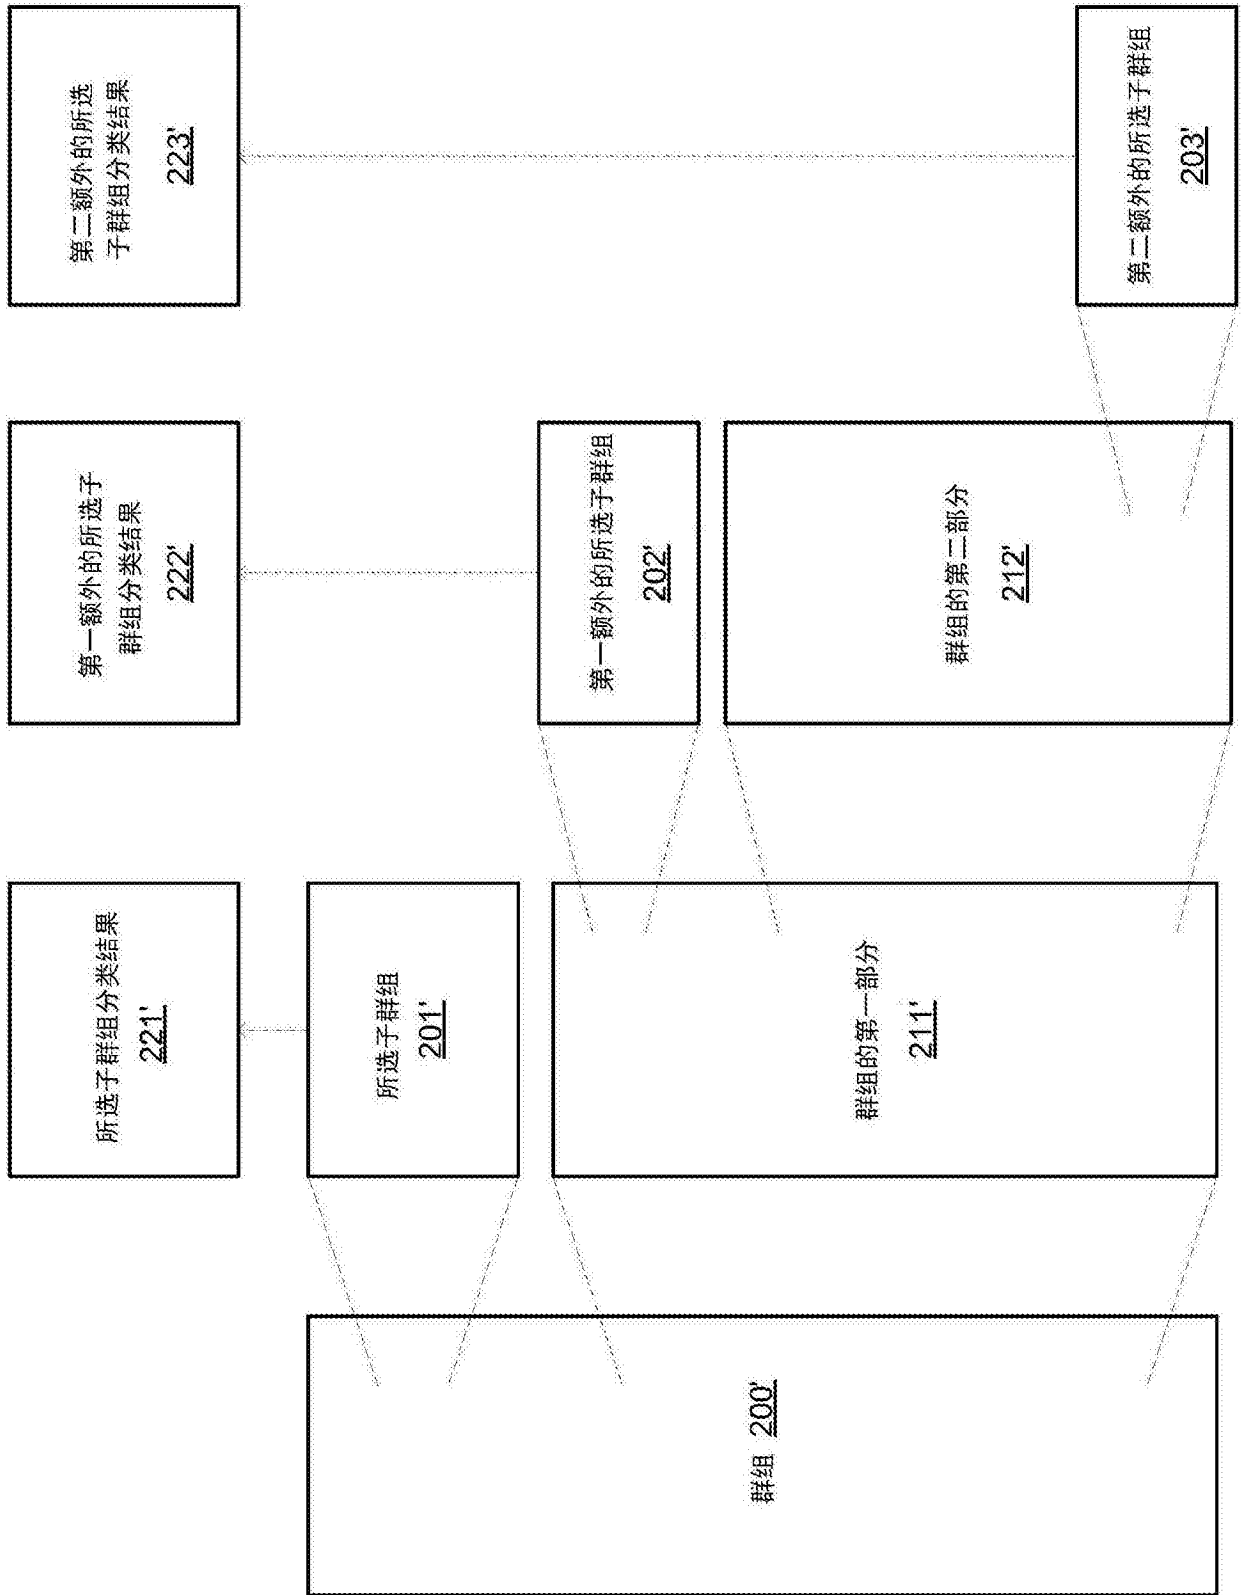 第二额外的所选
子群组分类结果
223'
第二额外的所选子群组
203'
第一额外的所选子
群组分类结果
222'
第一额外的所选子群组
202'
群组的第二部分
212'
所选子群组分类结果
221'
所选子群组
201'
群组的第一部分
211'
群组 200'